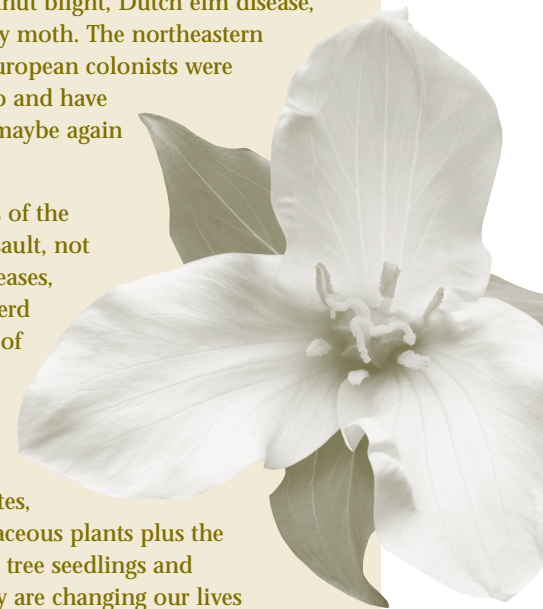 nut blight, Dutch elm disease,
y moth. The northeastern
uropean colonists were
o and have
maybe again
s of the
sault, not
eases,
erd
of
tes,
aceous plants plus the
tree seedlings and
y are changing our lives